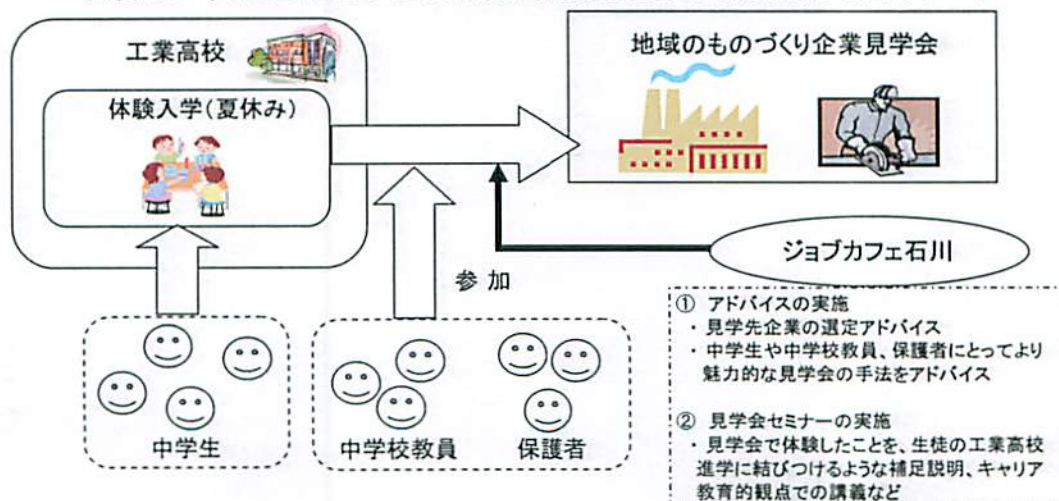 工業高校
体験入学(夏休み)
地域のものづくり企業見学会
ジョブカフェ石川
参加
中学生
中学校教員
保護者
① アドバイスの実施
・見学先企業の選定アドバイス
・中学生や中学校教員、保護者にとってより
魅力的な見学会の手法をアドバイス
② 見学会セミナーの実施
・見学会で体験したことを、生徒の工業高校
進学に結びつけるような補足説明、キャリア
教育的観点での講義など